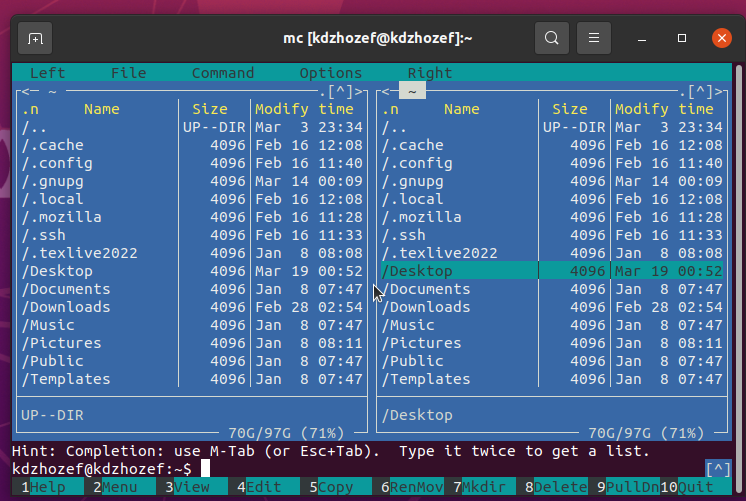 mc [kdzhozef@kdzhozef]:~
Left File Command Options Right
<─ ~ ─.[^]> <─ ~ ─.[^]>
.n Name Size Modify time .n Name Size Modify time
/.. UP--DIR Mar 3 23:34 /.. UP--DIR Mar 3 23:34
/.cache 4096 Feb 16 12:08 /.cache 4096 Feb 16 12:08
/.config 4096 Feb 16 11:40 /.config 4096 Feb 16 11:40
/.gnupg 4096 Mar 14 00:09 /.gnupg 4096 Mar 14 00:09
/.local 4096 Feb 16 12:08 /.local 4096 Feb 16 12:08
/.mozilla 4096 Feb 16 11:28 /.mozilla 4096 Feb 16 11:28
/.ssh 4096 Feb 16 11:33 /.ssh 4096 Feb 16 11:33
/.texlive2022 4096 Jan 8 08:08 /.texlive2022 4096 Jan 8 08:08
/Desktop 4096 Mar 19 00:52 /Desktop 4096 Mar 19 00:52
/Documents 4096 Jan 8 07:47 /Documents 4096 Jan 8 07:47
/Downloads 4096 Feb 28 02:54 /Downloads 4096 Feb 28 02:54
/Music 4096 Jan 8 07:47 /Music 4096 Jan 8 07:47
/Pictures 4096 Jan 8 08:11 /Pictures 4096 Jan 8 08:11
/Public 4096 Jan 8 07:47 /Public 4096 Jan 8 07:47
/Templates 4096 Jan 8 07:47 /Templates 4096 Jan 8 07:47
UP--DIR /Desktop
70G/97G (71%) 70G/97G (71%)
Hint: Completion: use M-Tab (or Esc+Tab). Type it twice to get a list.
kdzhozef@kdzhozef:~$ [^]
1Help 2Menu 3View 4Edit 5Copy 6RenMov 7Mkdir 8Delete 9PullDn 10Quit